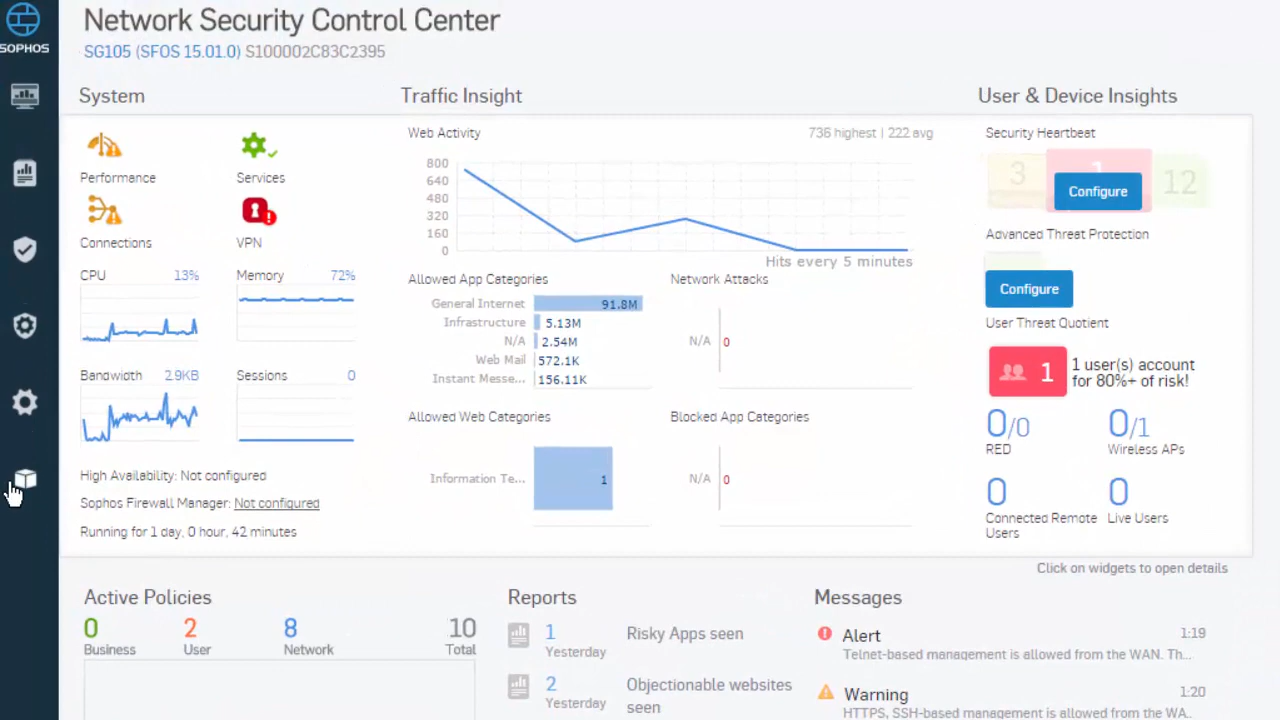 SOPHOS
Network Security Control Center
SG105 (SFOS 15.01.0) S100002C83C2395
System
Performance
Services
Connections
VPN
CPU 13%
Memory 72%
Bandwidth 2.9KB
Sessions 0
High Availability: Not configured
Sophos Firewall Manager: Not configured
Running for 1 day, 0 hour, 42 minutes
Traffic Insight
Web Activity
736 highest | 222 avg
800
640
480
320
160
0
Hits every 5 minutes
Allowed App Categories
General Internet 91.8M
Infrastructure 5.13M
N/A 2.54M
Web Mail 572.1K
Instant Messe... 156.11K
Network Attacks
N/A 0
Allowed Web Categories
Information Te... 1
Blocked App Categories
N/A 0
User & Device Insights
Security Heartbeat
3 1 12
Configure
Advanced Threat Protection
Configure
User Threat Quotient
1
1 user(s) account
for 80%+ of risk!
0/0
RED
0/1
Wireless APs
0
Connected Remote
Users
0
Live Users
Click on widgets to open details
Active Policies
0
Business
2
User
8
Network
10
Total
Reports
1
Yesterday
Risky Apps seen
2
Yesterday
Objectionable websites
seen
Messages
Alert 1:19
Telnet-based management is allowed from the WAN. Th...
Warning 1:20
HTTPS, SSH-based management is allowed from the WA..